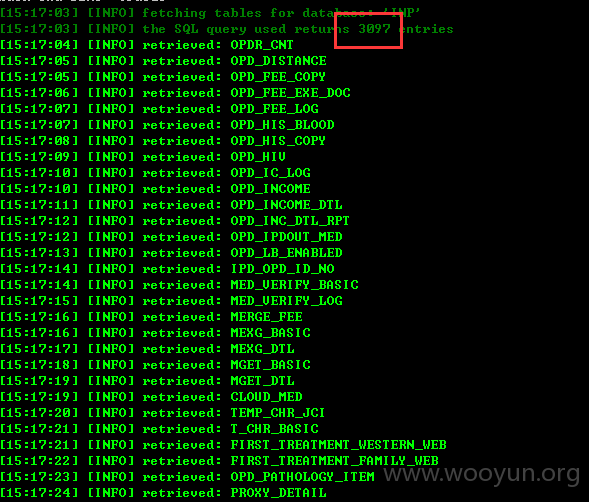 [15:17:03] [INFO] fetching tables for database: 'INP'
[15:17:03] [INFO] the SQL query used returns 3097 entries
[15:17:04] [INFO] retrieved: OPDR_CNT
[15:17:05] [INFO] retrieved: OPD_DISTANCE
[15:17:05] [INFO] retrieved: OPD_FEE_COPY
[15:17:06] [INFO] retrieved: OPD_FEE_EXE_DOC
[15:17:07] [INFO] retrieved: OPD_FEE_LOG
[15:17:07] [INFO] retrieved: OPD_HIS_BLOOD
[15:17:08] [INFO] retrieved: OPD_HIS_COPY
[15:17:09] [INFO] retrieved: OPD_HIV
[15:17:10] [INFO] retrieved: OPD_IC_LOG
[15:17:10] [INFO] retrieved: OPD_INCOME
[15:17:11] [INFO] retrieved: OPD_INCOME_DTL
[15:17:12] [INFO] retrieved: OPD_INC_DTL_RPT
[15:17:12] [INFO] retrieved: OPD_IPDOUT_MED
[15:17:13] [INFO] retrieved: OPD_LB_ENABLED
[15:17:14] [INFO] retrieved: IPD_OPD_ID_NO
[15:17:14] [INFO] retrieved: MED_VERIFY_BASIC
[15:17:15] [INFO] retrieved: MED_VERIFY_LOG
[15:17:16] [INFO] retrieved: MERGE_FEE
[15:17:16] [INFO] retrieved: MEXG_BASIC
[15:17:17] [INFO] retrieved: MEXG_DTL
[15:17:18] [INFO] retrieved: MGET_BASIC
[15:17:19] [INFO] retrieved: MGET_DTL
[15:17:19] [INFO] retrieved: CLOUD_MED
[15:17:20] [INFO] retrieved: TEMP_CHR_JCI
[15:17:21] [INFO] retrieved: T_CHR_BASIC
[15:17:21] [INFO] retrieved: FIRST_TREATMENT_WESTERN_WEB
[15:17:22] [INFO] retrieved: FIRST_TREATMENT_FAMILY_WEB
[15:17:23] [INFO] retrieved: OPD_PATHOLOGY_ITEM
[15:17:24] [INFO] retrieved: PROXY_DETAIL
www.wooyun.org